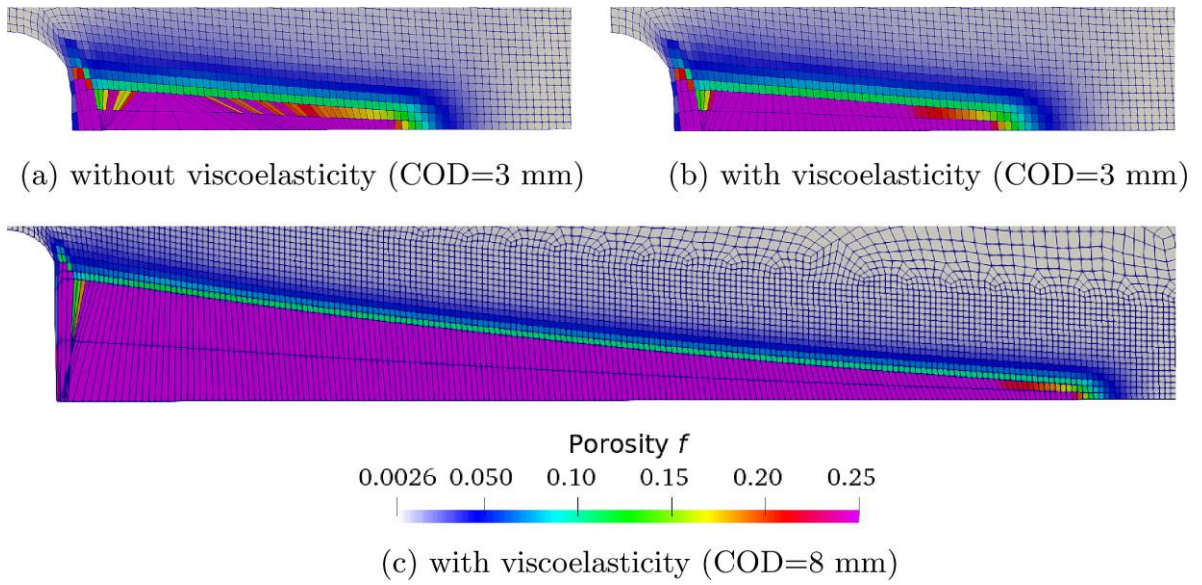 (a) without viscoelasticity (COD=3 mm)
(b) with viscoelasticity (COD=3 mm)
Porosity f
0.0026 0.050 0.10 0.15 0.20 0.25
(c) with viscoelasticity (COD=8 mm)